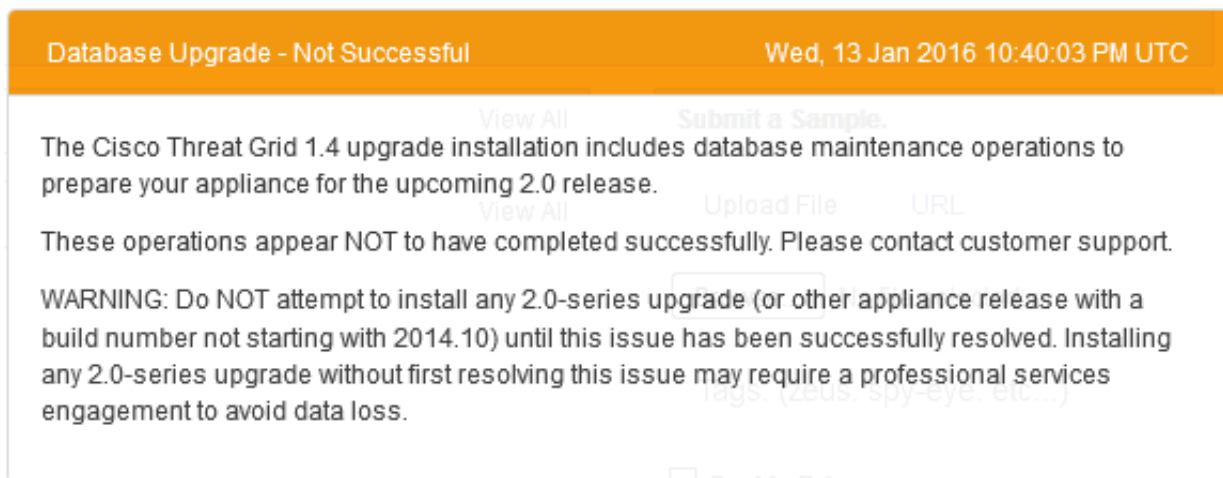 Database Upgrade - Not Successful Wed, 13 Jan 2016 10:40:03 PM UTC
View All Submit a Sample.
The Cisco Threat Grid 1.4 upgrade installation includes database maintenance operations to
prepare your appliance for the upcoming 2.0 release.
View All Upload File URL
These operations appear NOT to have completed successfully. Please contact customer support.
WARNING: Do NOT attempt to install any 2.0-series upgrade (or other appliance release with a
build number not starting with 2014.10) until this issue has been successfully resolved. Installing
any 2.0-series upgrade without first resolving this issue may require a professional services
Tags: (zeus, spy-eye, etc...)
engagement to avoid data loss.